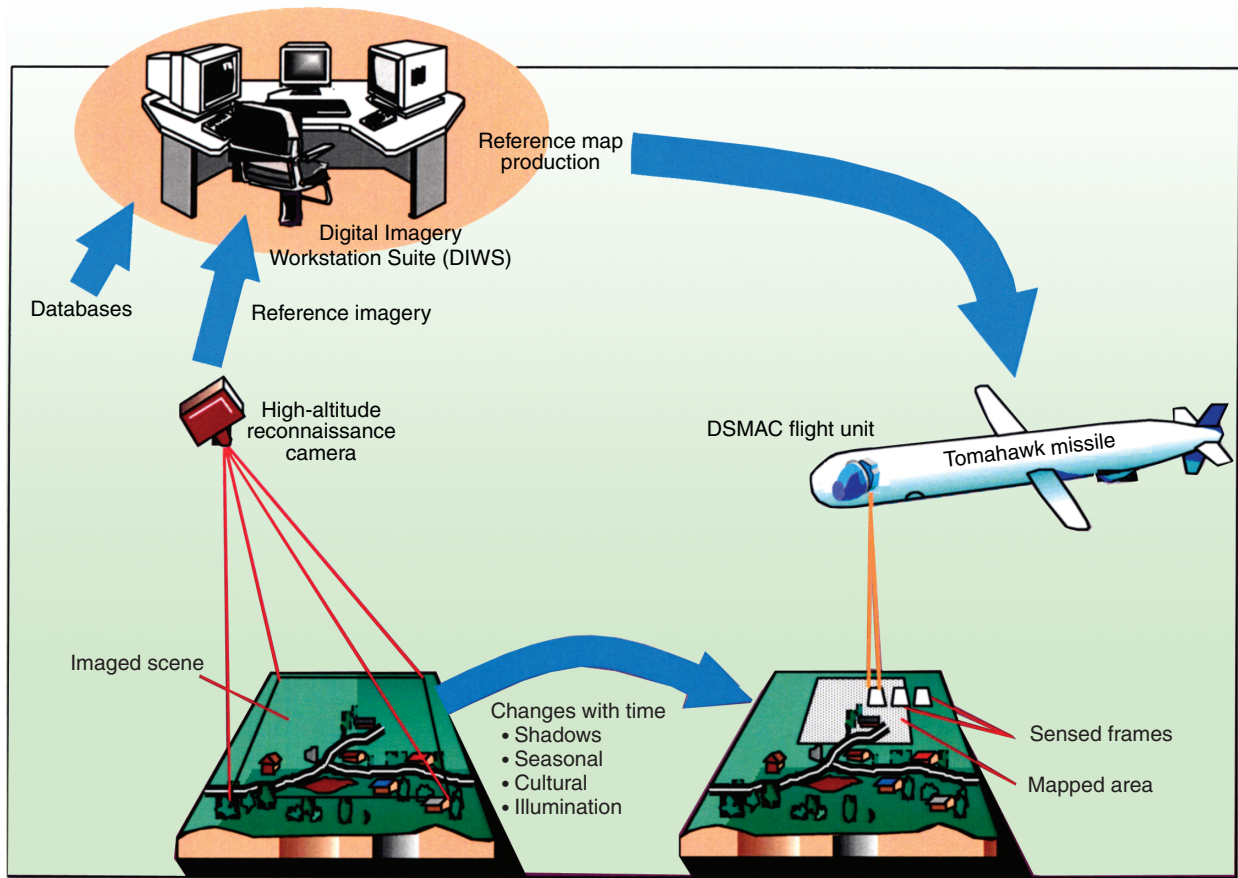 Reference map
production
Digital Imagery
Workstation Suite (DIWS)
Databases
Reference imagery
High-altitude
reconnaissance
camera
DSMAC flight unit
Tomahawk missile
Imaged scene
Changes with time
• Shadows
• Seasonal
• Cultural
• Illumination
Sensed frames
Mapped area